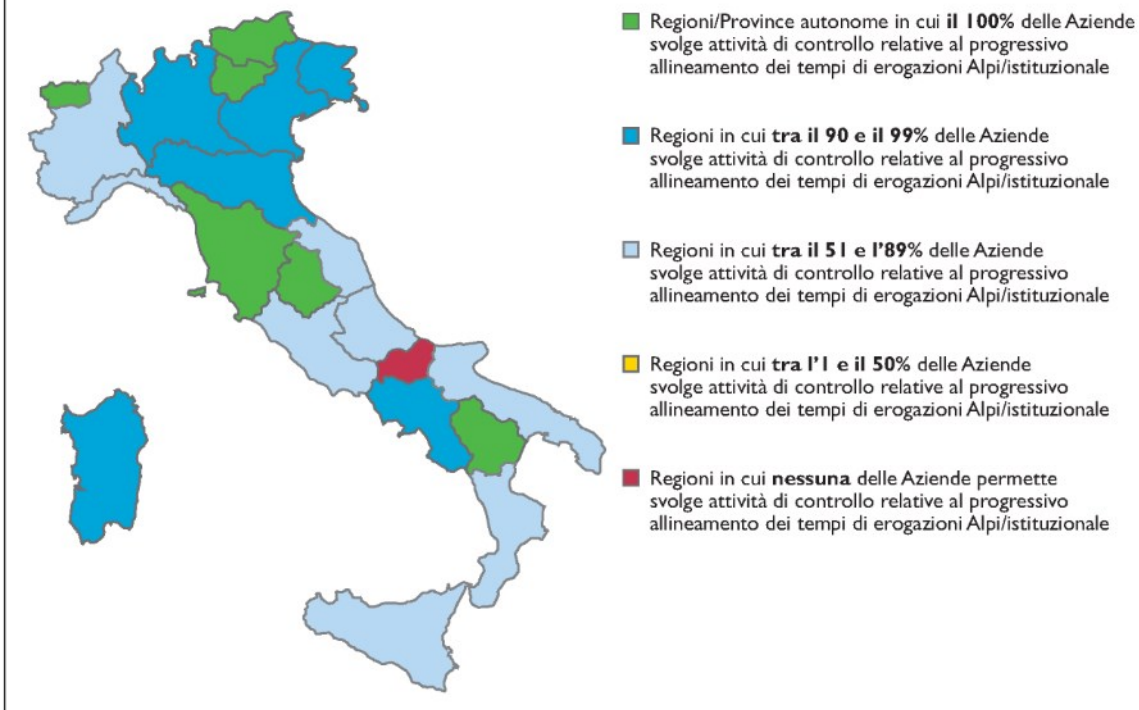 Regioni/Province autonome in cui il 100% delle Aziende
svolge attività di controllo relative al progressivo
allineamento dei tempi di erogazioni Alpi/istituzionale
Regioni in cui tra il 90 e il 99% delle Aziende
svolge attività di controllo relative al progressivo
allineamento dei tempi di erogazioni Alpi/istituzionale
Regioni in cui tra il 51 e l'89% delle Aziende
svolge attività di controllo relative al progressivo
allineamento dei tempi di erogazioni Alpi/istituzionale
Regioni in cui tra l'1 e il 50% delle Aziende
svolge attività di controllo relative al progressivo
allineamento dei tempi di erogazioni Alpi/istituzionale
Regioni in cui nessuna delle Aziende permette
svolge attività di controllo relative al progressivo
allineamento dei tempi di erogazioni Alpi/istituzionale